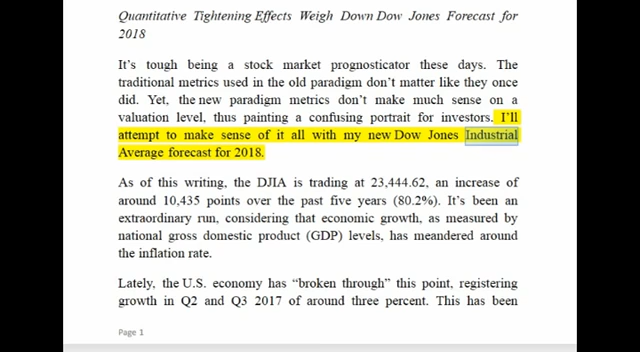 Quantitative Tightening Effects Weigh Down Dow Jones Forecast for
2018
It’s tough being a stock market prognosticator these days. The
traditional metrics used in the old paradigm don’t matter like they once
did. Yet, the new paradigm metrics don’t make much sense on a
valuation level, thus painting a confusing portrait for investors. I’ll
attempt to make sense of it all with my new Dow Jones Industrial
Average forecast for 2018.
As of this writing, the DJIA is trading at 23,444.62, an increase of
around 10,435 points over the past five years (80.2%). It’s been an
extraordinary run, considering that economic growth, as measured by
national gross domestic product (GDP) levels, has meandered around
the inflation rate.
Lately, the U.S. economy has “broken through” this point, registering
growth in Q2 and Q3 2017 of around three percent. This has been
Page 1